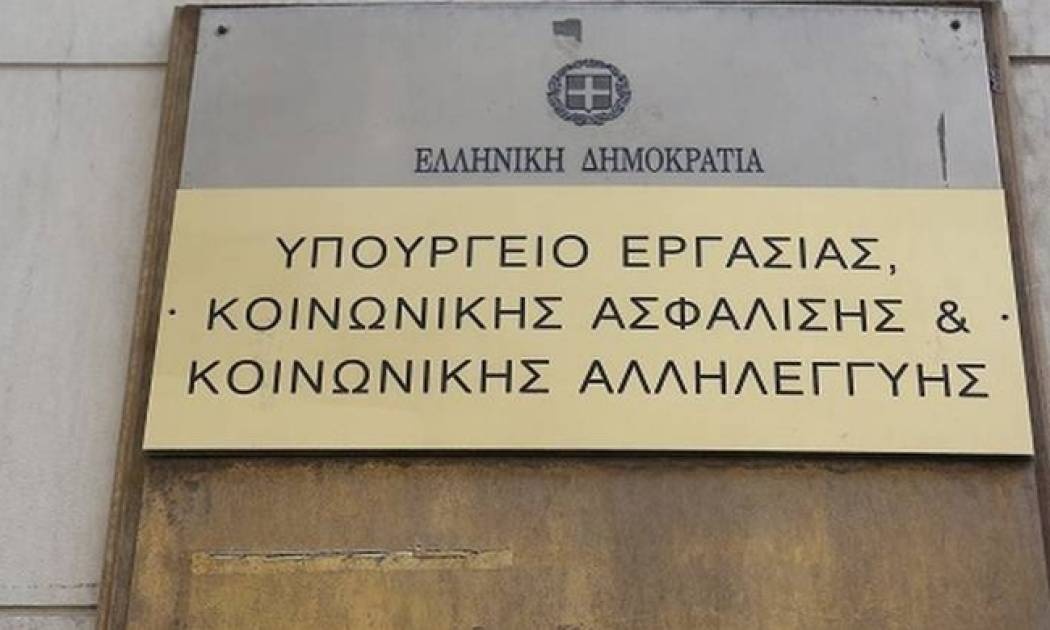 ΕΛΛΗΝΙΚΗ ΔΗΜΟΚΡΑΤΙΑ
ΥΠΟΥΡΓΕΙΟ ΕΡΓΑΣΙΑΣ,
ΚΟΙΝΩΝΙΚΗΣ ΑΣΦΑΛΙΣΗΣ &
ΚΟΙΝΩΝΙΚΗΣ ΑΛΛΗΛΕΓΓΥΗΣ